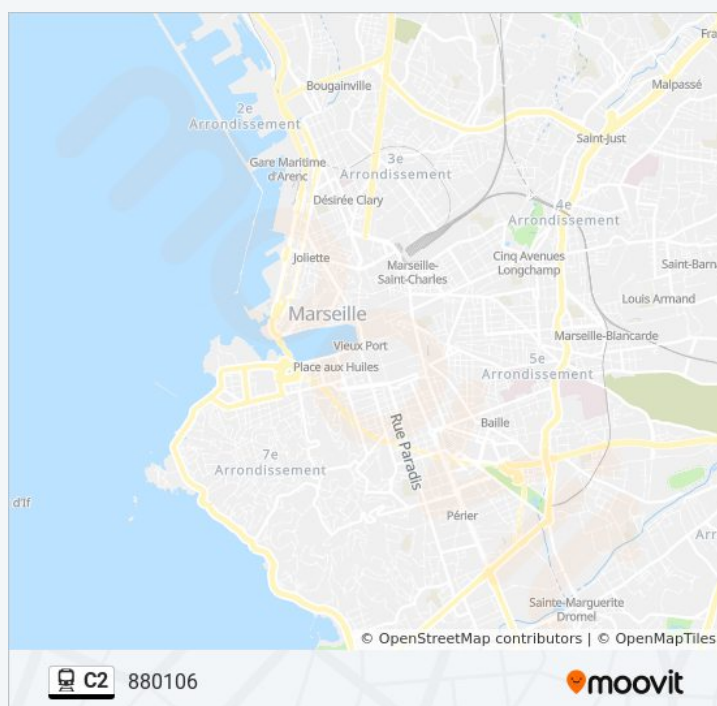 Fra
Bougainville
Malpassé
2e
Arrondissement
Saint-Just
3e
Arrondissement
Gare Maritime
d'Arenc
Désirée Clary
4e
Arrondissement
Joliette
Marseille-
Saint-Charles
Cinq Avenues
Longchamp
Saint-Barna
Louis Armand
Marseille
Marseille-Blancarde
Vieux Port
Place aux Huiles
5e
Arrondissement
Rue Paradis
Baille
7e
Arrondissement
d'If
Périer
Arr
Sainte-Marguerite
Dromel
© OpenStreetMap contributors | © OpenMapTiles
C2 880106
moovit